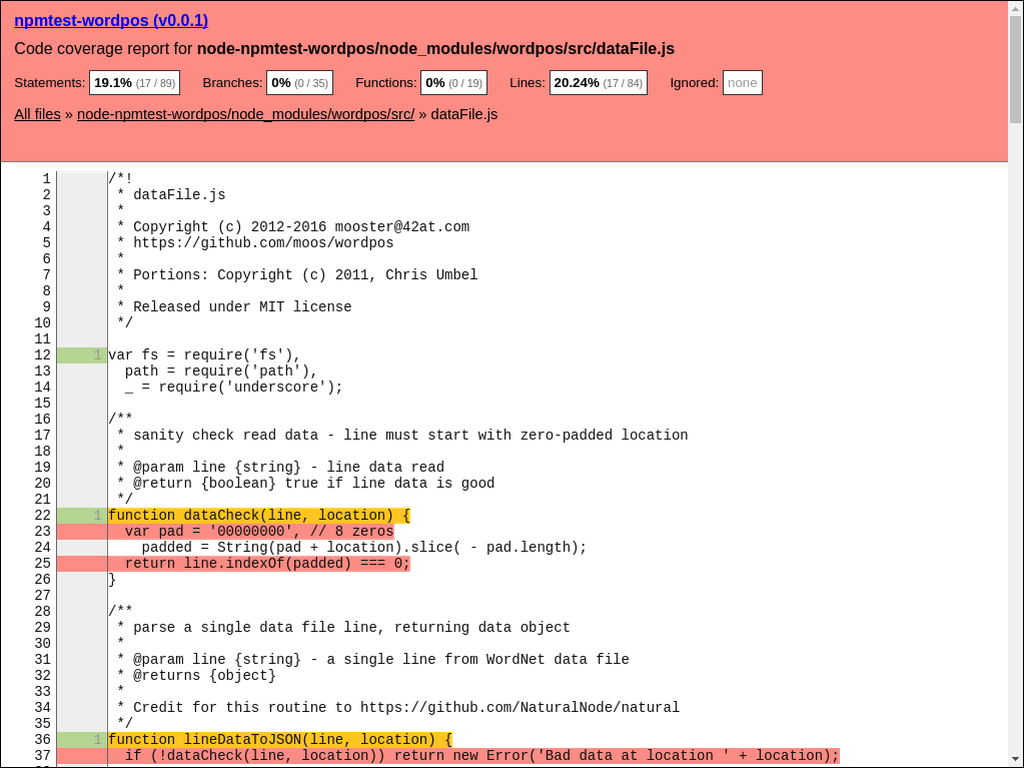 npmtest-wordpos (v0.0.1)
Code coverage report for node-npmtest-wordpos/node_modules/wordpos/src/dataFile.js
Statements: 19.1% (17 / 89) Branches: 0% (0 / 35) Functions: 0% (0 / 19) Lines: 20.24% (17 / 84) Ignored: none
All files » node-npmtest-wordpos/node_modules/wordpos/src/ » dataFile.js
1 /*!
2  * dataFile.js
3  *
4  * Copyright (c) 2012-2016 mooster@42at.com
5  * https://github.com/moos/wordpos
6  *
7  * Portions: Copyright (c) 2011, Chris Umbel
8  *
9  * Released under MIT license
10  */
11
12 1 var fs = require('fs'),
13   path = require('path'),
14   _ = require('underscore');
15
16 /**
17  * sanity check read data - line must start with zero-padded location
18  *
19  * @param line {string} - line data read
20  * @return {boolean} true if line data is good
21  */
22 1 function dataCheck(line, location) {
23   var pad = '00000000', // 8 zeros
24     padded = String(pad + location).slice( - pad.length);
25   return line.indexOf(padded) === 0;
26 }
27
28 /**
29  * parse a single data file line, returning data object
30  *
31  * @param line {string} - a single line from WordNet data file
32  * @returns {object}
33  *
34  * Credit for this routine to https://github.com/NaturalNode/natural
35  */
36 1 function lineDataToJSON(line, location) {
37   if (!dataCheck(line, location)) return new Error('Bad data at location ' + location);